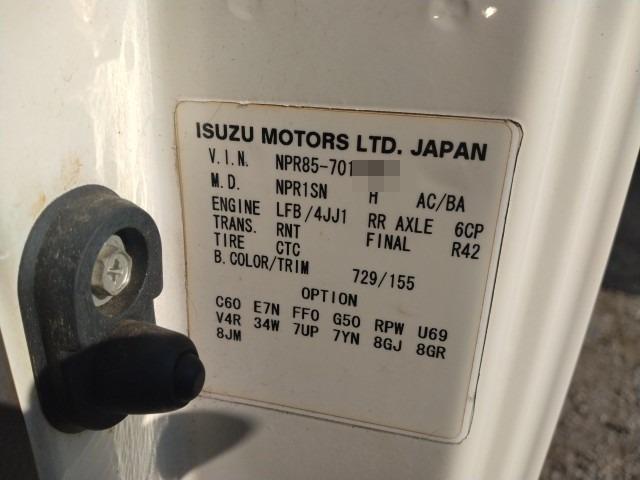 ISUZU MOTORS LTD. JAPAN
V.I.N. NPR85-701
M.D. NPR1SN H AC/BA
ENGINE LFB/4JJ1 RR AXLE 6CP
TRANS. RNT FINAL R42
TIRE CTC
B.COLOR/TRIM 729/155
OPTION
C60 E7N FF0 G50 RPW U69
V4R 34W 7UP 7YN 8GJ 8GR
8JM